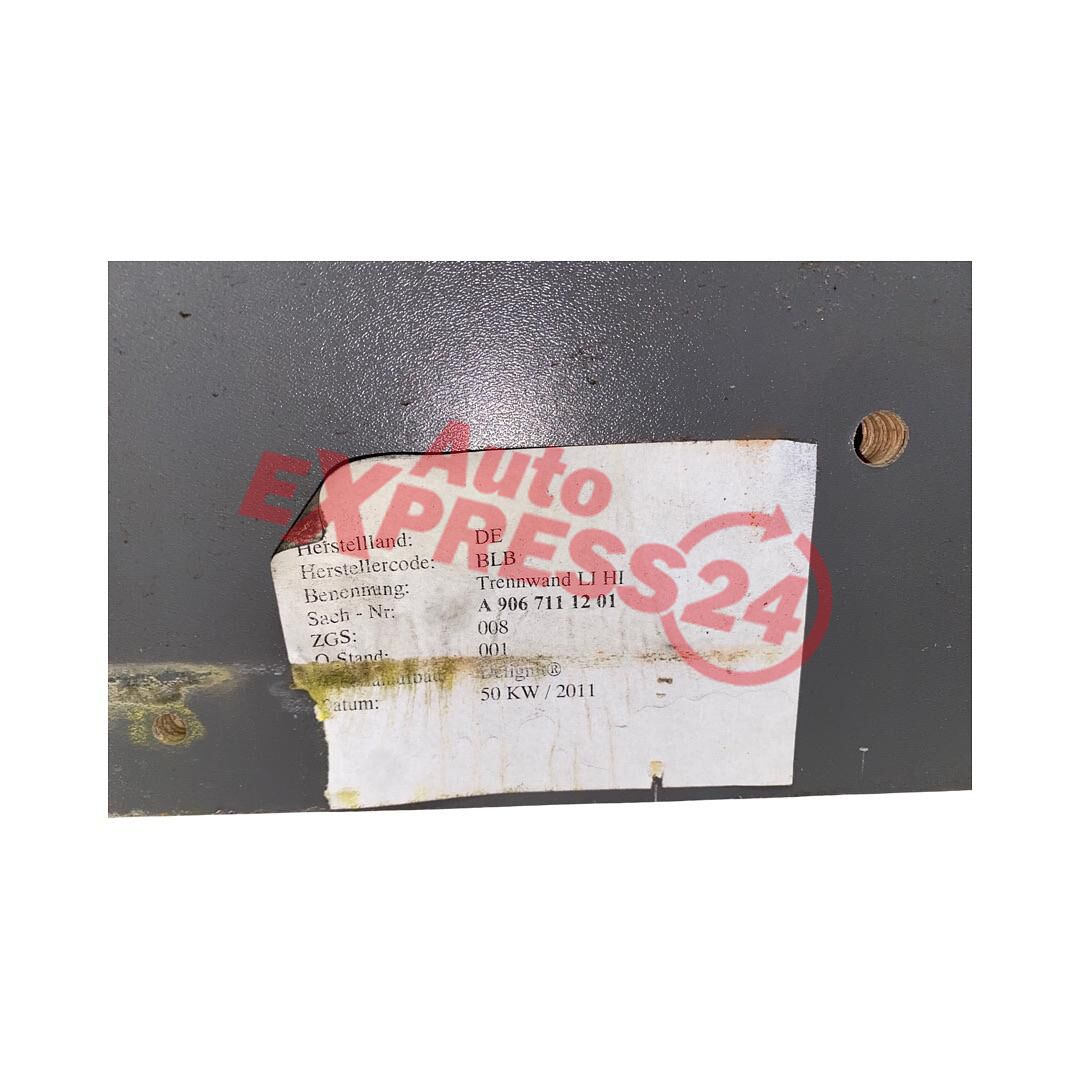 Auto
EXPRESS24
Herstellland: DE
Herstellercode: BLB
Benennung: Trennwand LI HI
Sach - Nr: A 906 711 12 01
ZGS: 008
Q-Stand: 001
Delignit®
Datum: 50 KW / 2011